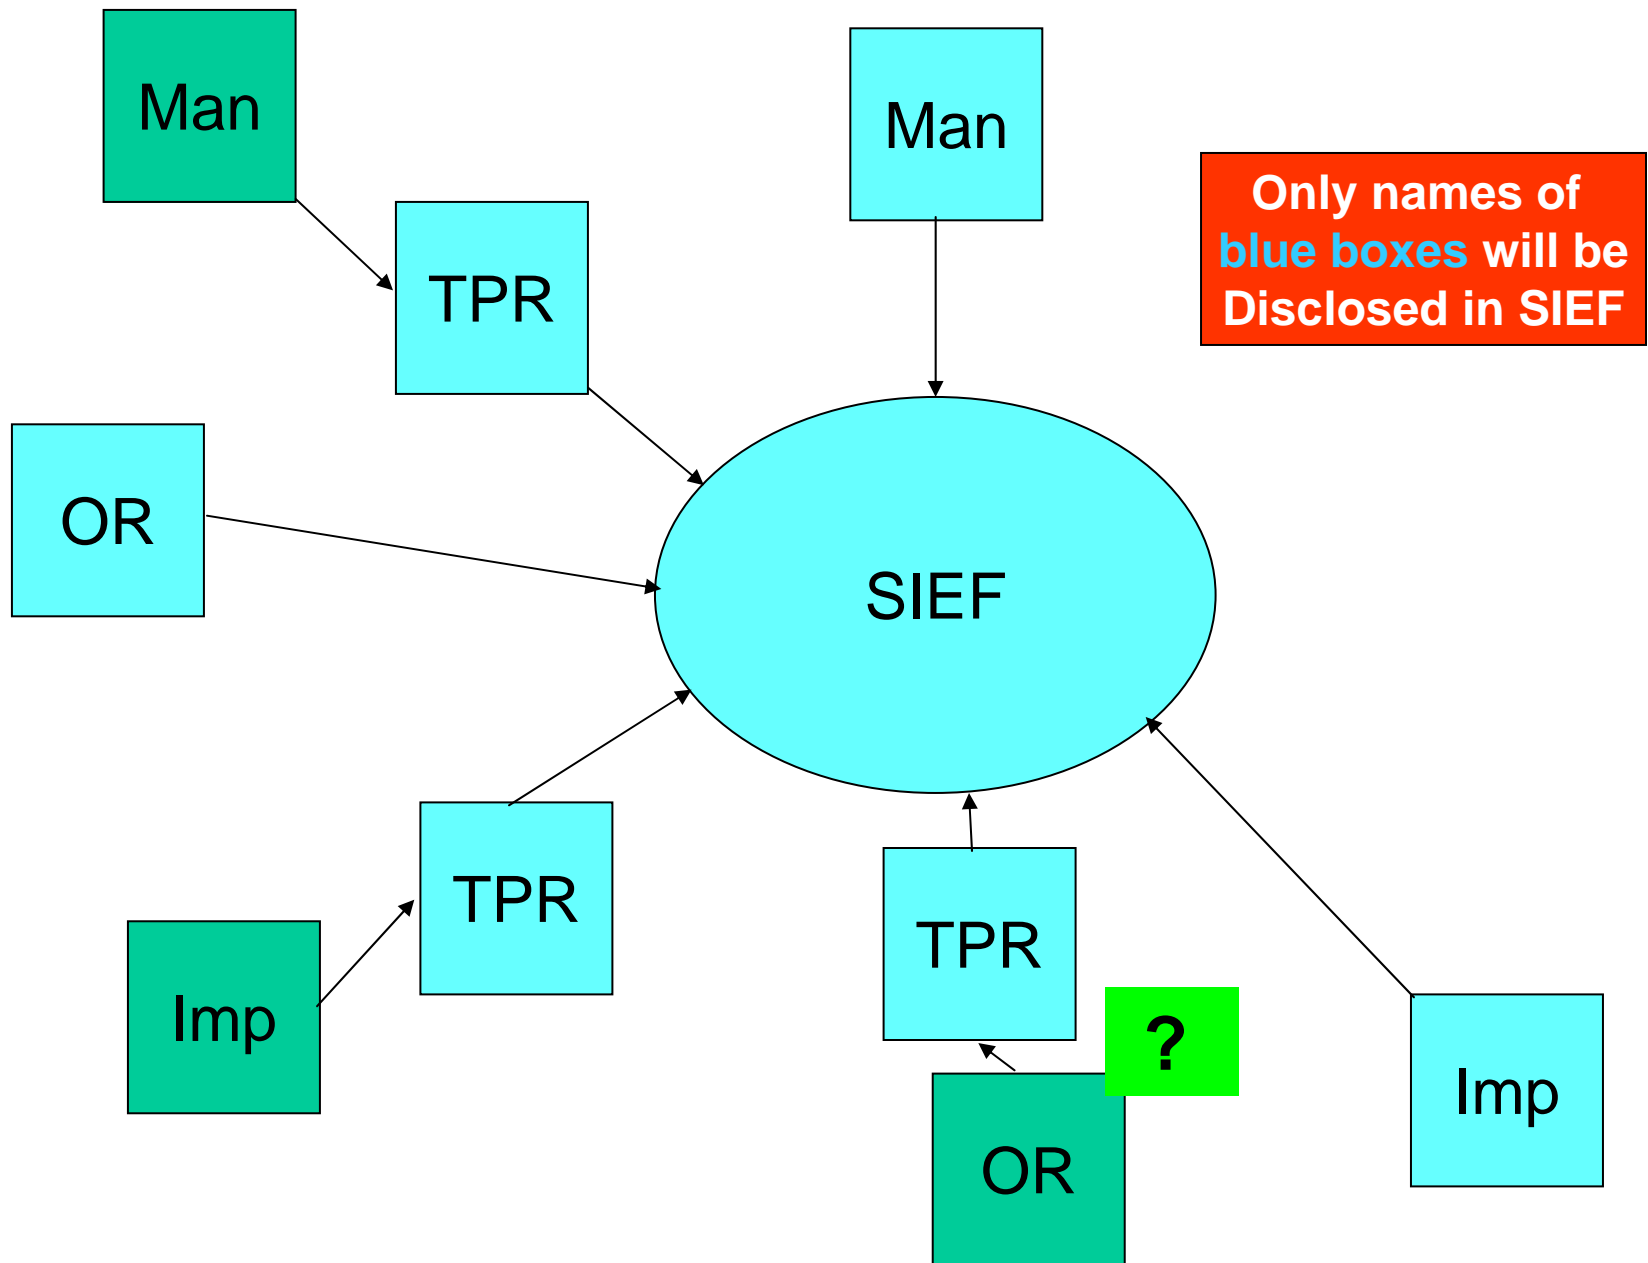 Man
Man
Only names of
blue boxes will be
Disclosed in SIEF
TPR
OR
SIEF
TPR
TPR
Imp
?
Imp
OR